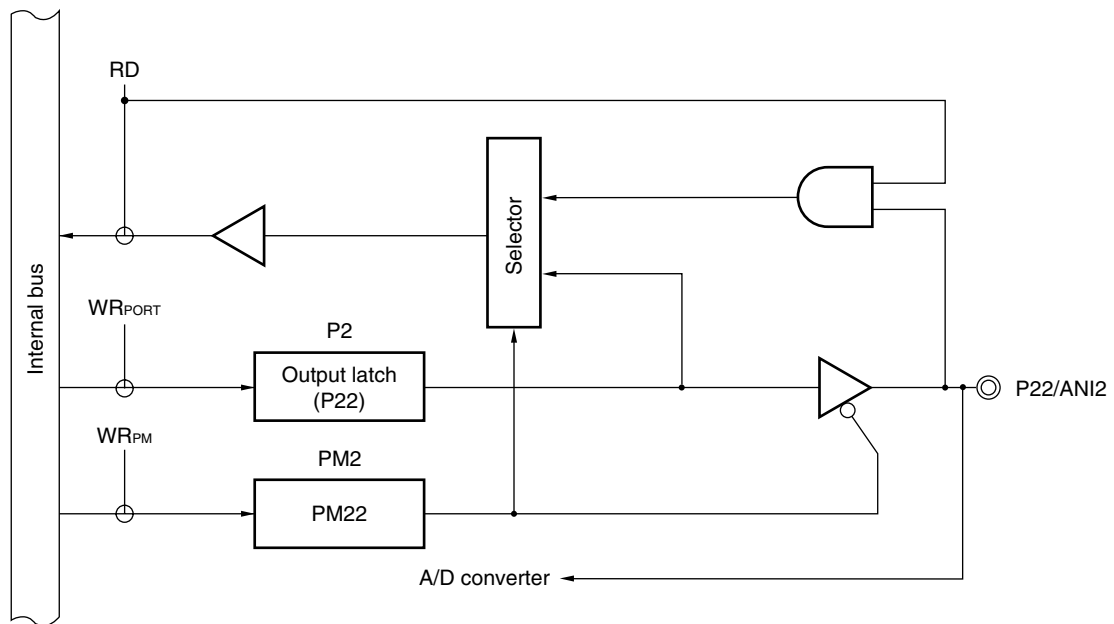 RD
Selector
Internal bus
WRPORT
P2
Output latch
(P22)
P22/ANI2
WRPM
PM2
PM22
A/D converter